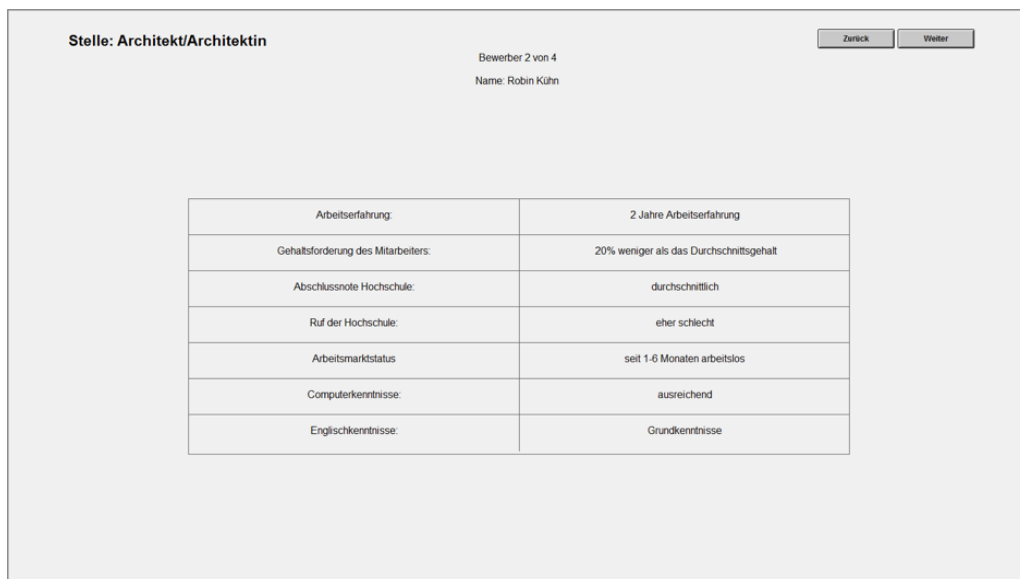 Stelle: Architekt/Architektin
Zurück
Weiter
Bewerber 2 von 4
Name: Robin Kühn
Arbeitserfahrung: 2 Jahre Arbeitserfahrung
Gehaltsforderung des Mitarbeiters: 20% weniger als das Durchschnittsgehalt
Abschlussnote Hochschule: durchschnittlich
Ruf der Hochschule: eher schlecht
Arbeitsmarktstatus seit 1-6 Monaten arbeitslos
Computerkenntnisse: ausreichend
Englischkenntnisse: Grundkenntnisse